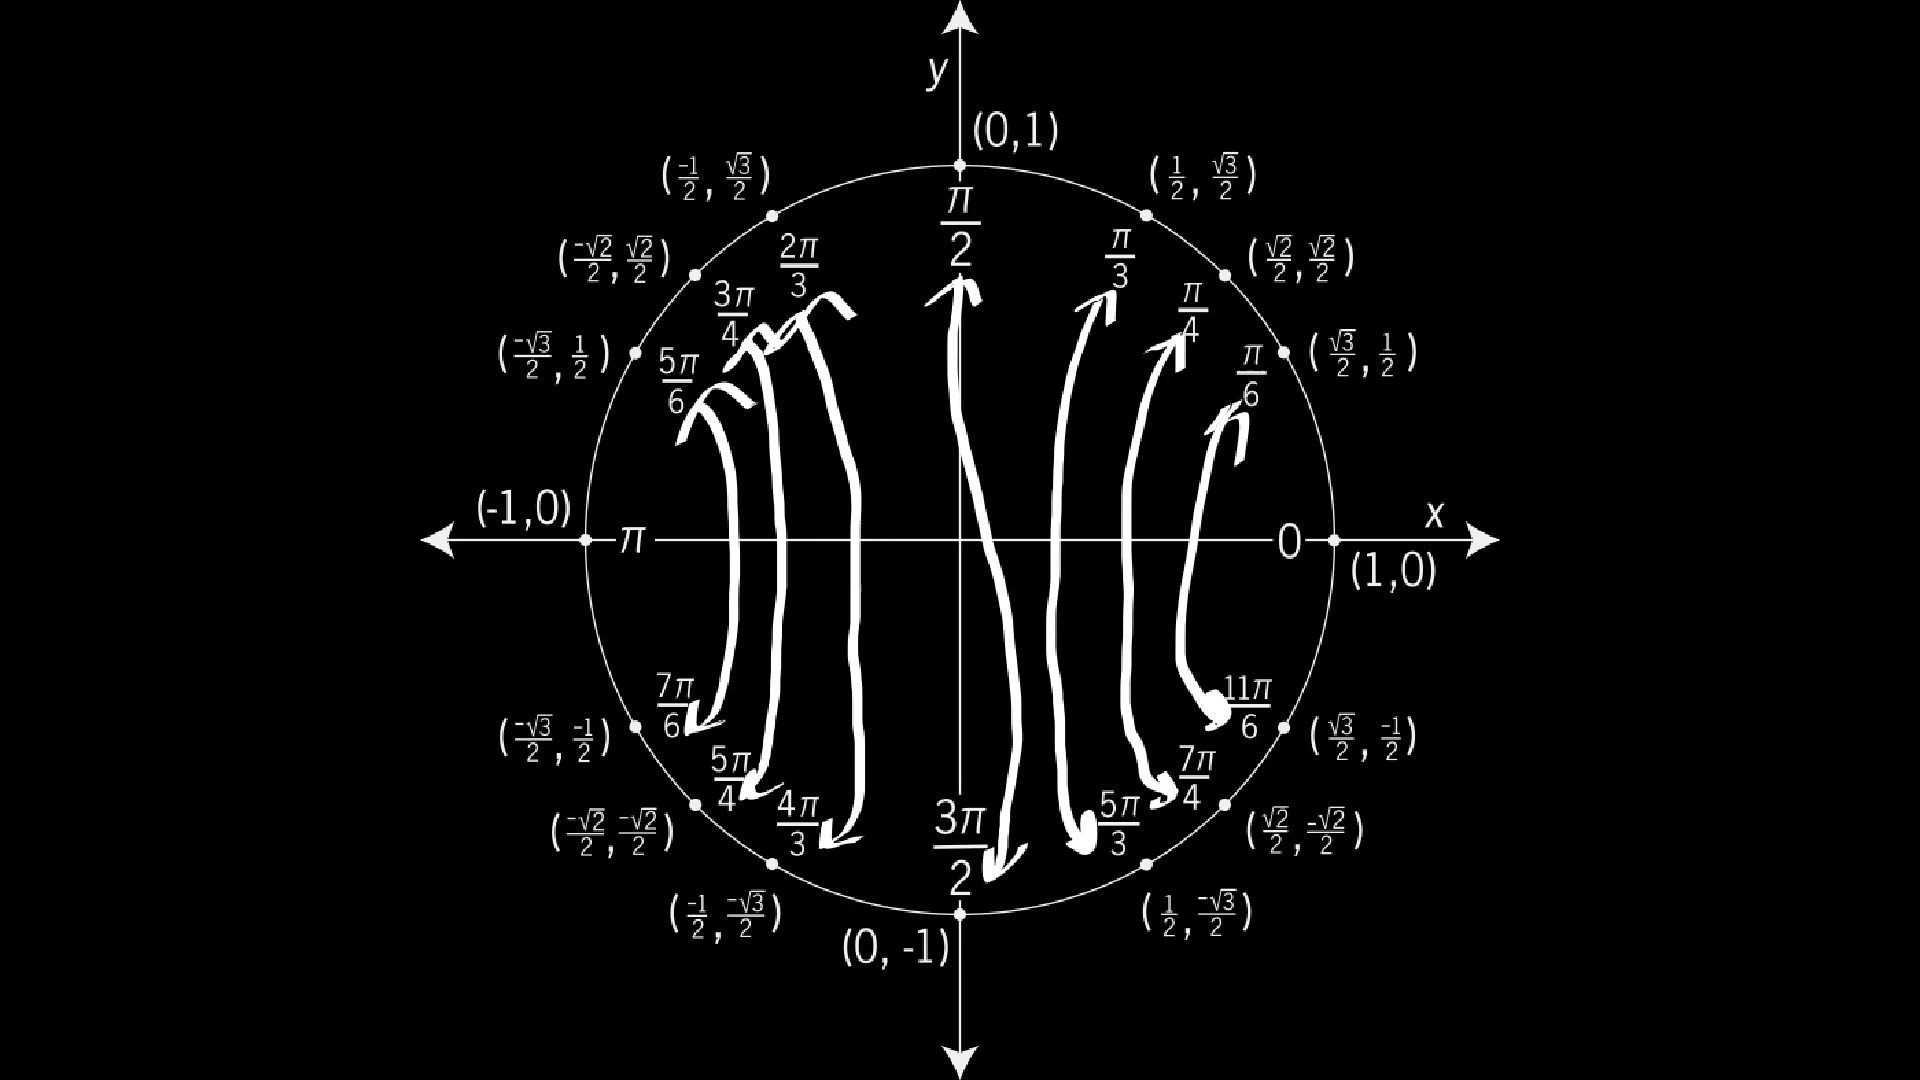 y
(0,1)
(-1/2, √3/2)
(1/2, √3/2)
π/2
(-√2/2, √2/2)
2π/3
π/3
(√2/2, √2/2)
3π/4
π/4
(-√3/2, 1/2)
5π/6
π/6
(√3/2, 1/2)
(-1,0)
x
π
0
(1,0)
7π/6
11π/6
(-√3/2, -1/2)
(√3/2, -1/2)
5π/4
7π/4
4π/3
3π/2
5π/3
(-√2/2, -√2/2)
(√2/2, -√2/2)
(-1/2, -√3/2)
(1/2, -√3/2)
(0, -1)